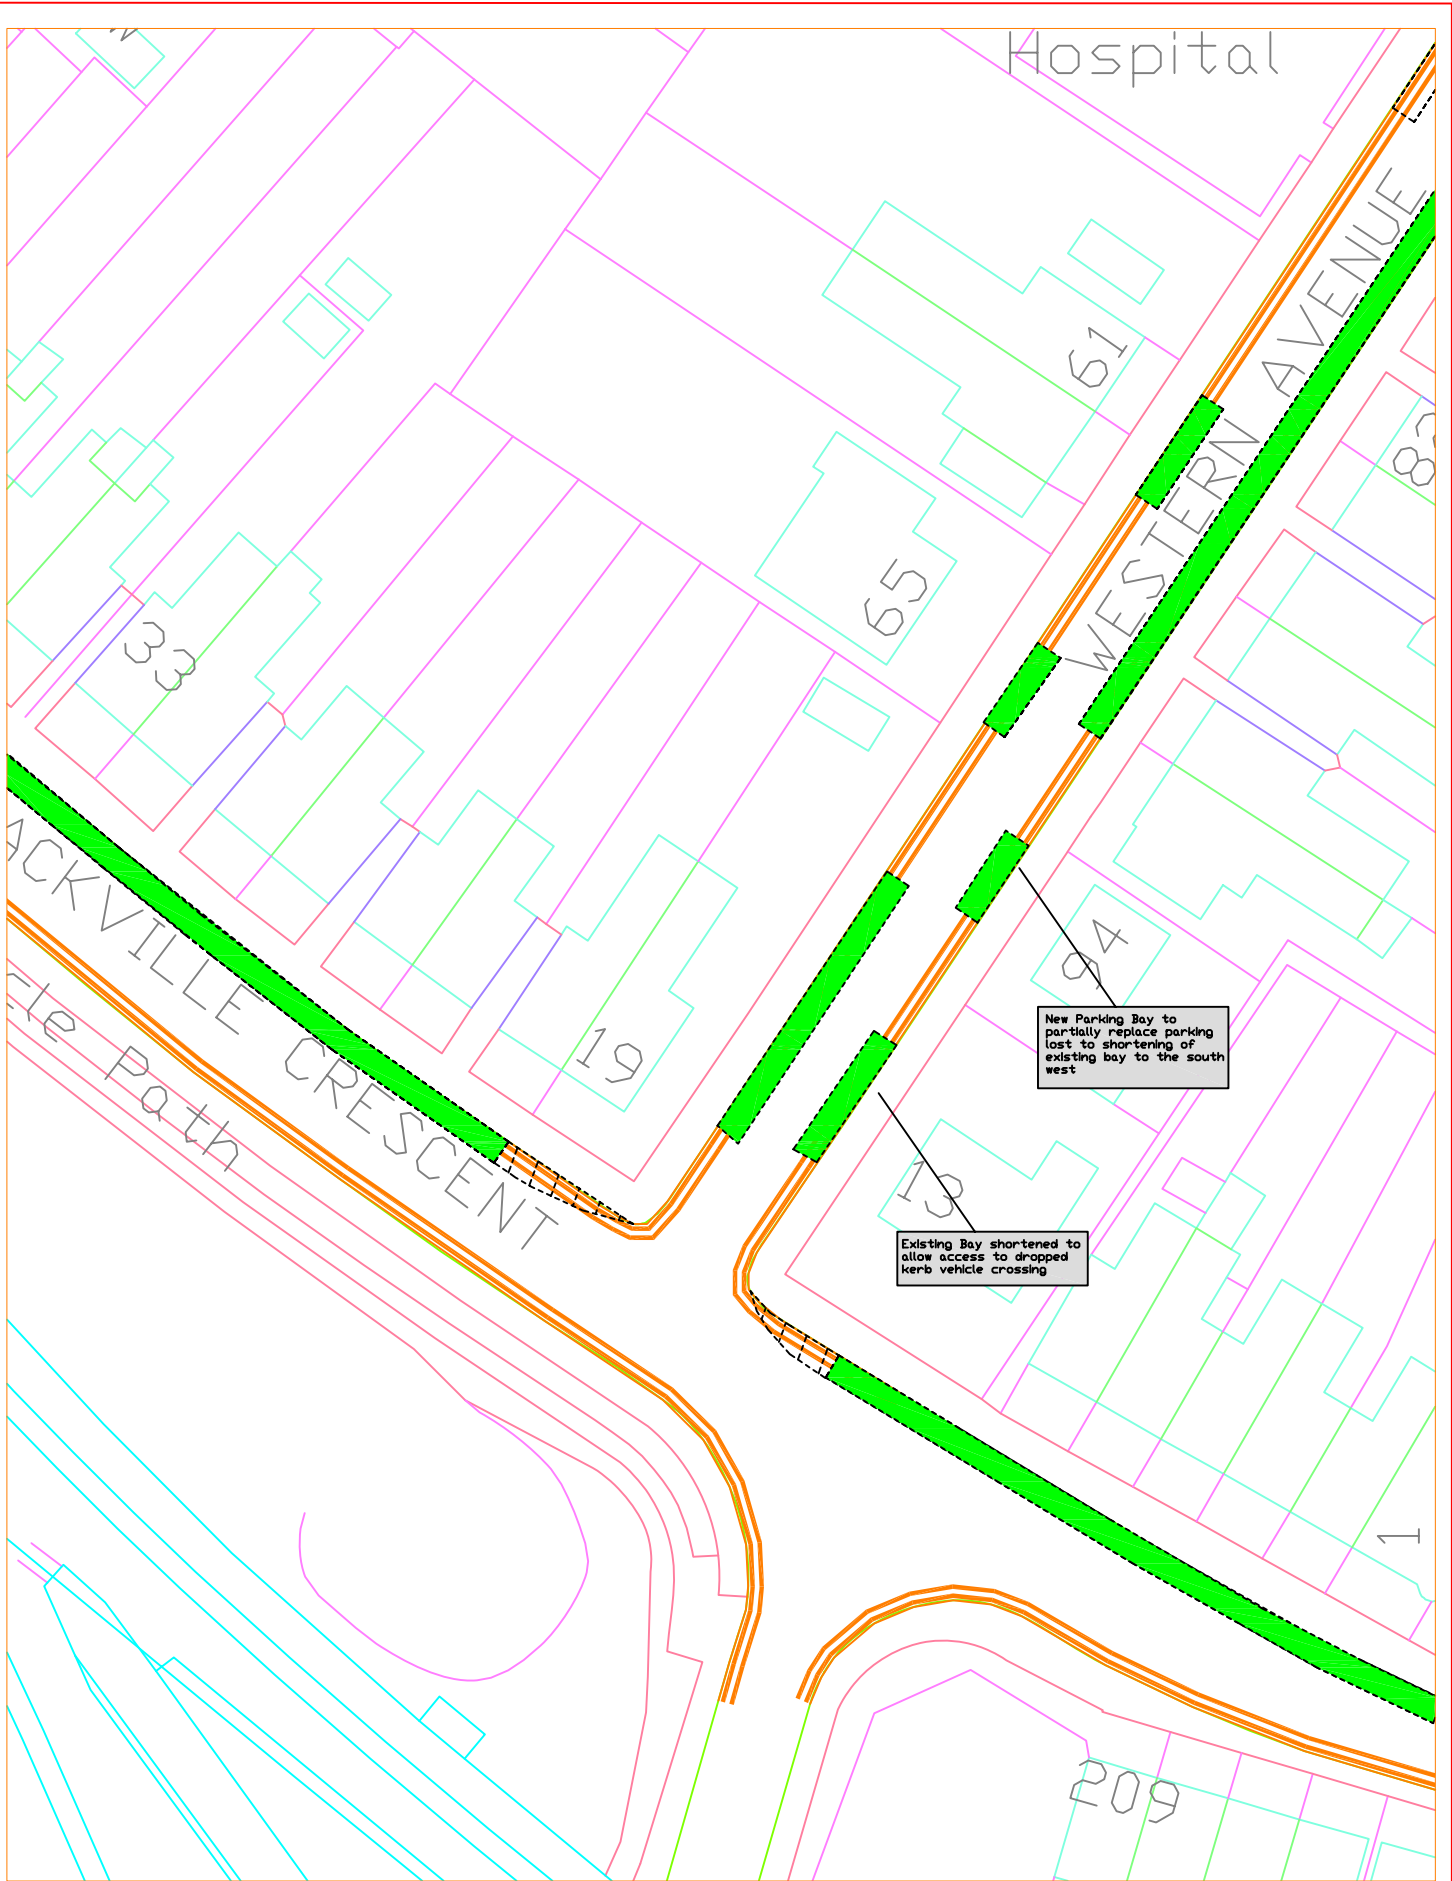 Hospital
WESTERN AVENUE
61
65
82
33
ACKVILLE CRESCENT
cle Path
19
94
New Parking Bay to
partially replace parking
lost to shortening of
existing bay to the south
west
13
Existing Bay shortened to
allow access to dropped
kerb vehicle crossing
1
209